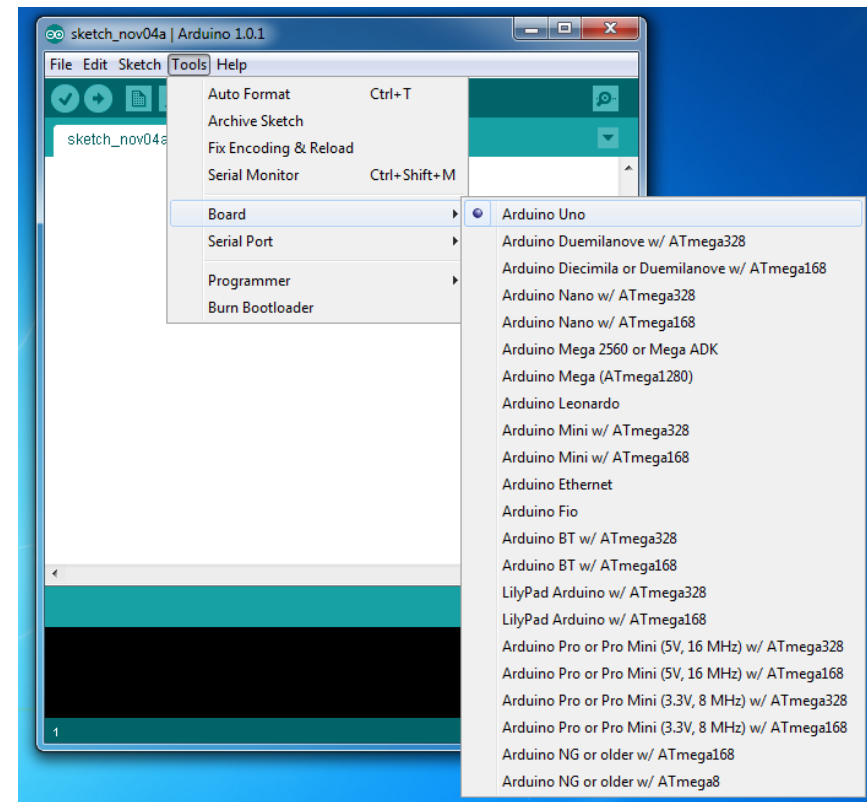 sketch_nov04a | Arduino 1.0.1
File Edit Sketch Tools Help
sketch_nov04a
Auto Format Ctrl+T
Archive Sketch
Fix Encoding & Reload
Serial Monitor Ctrl+Shift+M
Board
Serial Port
Programmer
Burn Bootloader
Arduino Uno
Arduino Duemilanove w/ ATmega328
Arduino Diecimila or Duemilanove w/ ATmega168
Arduino Nano w/ ATmega328
Arduino Nano w/ ATmega168
Arduino Mega 2560 or Mega ADK
Arduino Mega (ATmega1280)
Arduino Leonardo
Arduino Mini w/ ATmega328
Arduino Mini w/ ATmega168
Arduino Ethernet
Arduino Fio
Arduino BT w/ ATmega328
Arduino BT w/ ATmega168
LilyPad Arduino w/ ATmega328
LilyPad Arduino w/ ATmega168
Arduino Pro or Pro Mini (5V, 16 MHz) w/ ATmega328
Arduino Pro or Pro Mini (5V, 16 MHz) w/ ATmega168
Arduino Pro or Pro Mini (3.3V, 8 MHz) w/ ATmega328
Arduino Pro or Pro Mini (3.3V, 8 MHz) w/ ATmega168
Arduino NG or older w/ ATmega168
Arduino NG or older w/ ATmega8
1